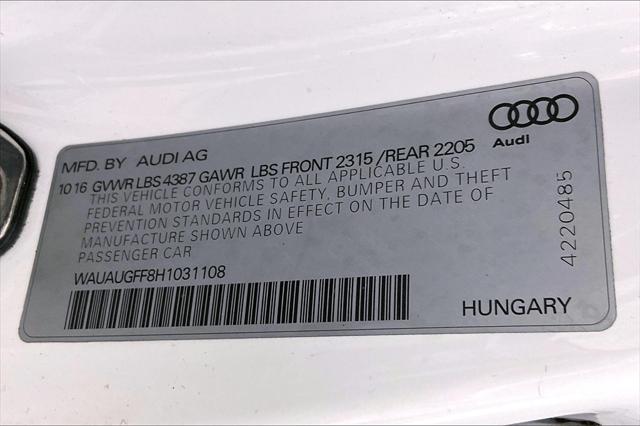 MFD. BY AUDI AG
10 16 GVWR LBS 4387 GAWR LBS FRONT 2315 /REAR 2205
THIS VEHICLE CONFORMS TO ALL APPLICABLE U.S.
FEDERAL MOTOR VEHICLE SAFETY, BUMPER AND THEFT
PREVENTION STANDARDS IN EFFECT ON THE DATE OF
MANUFACTURE SHOWN ABOVE
PASSENGER CAR
WAUAUGFF8H1031108
Audi
4220485
HUNGARY